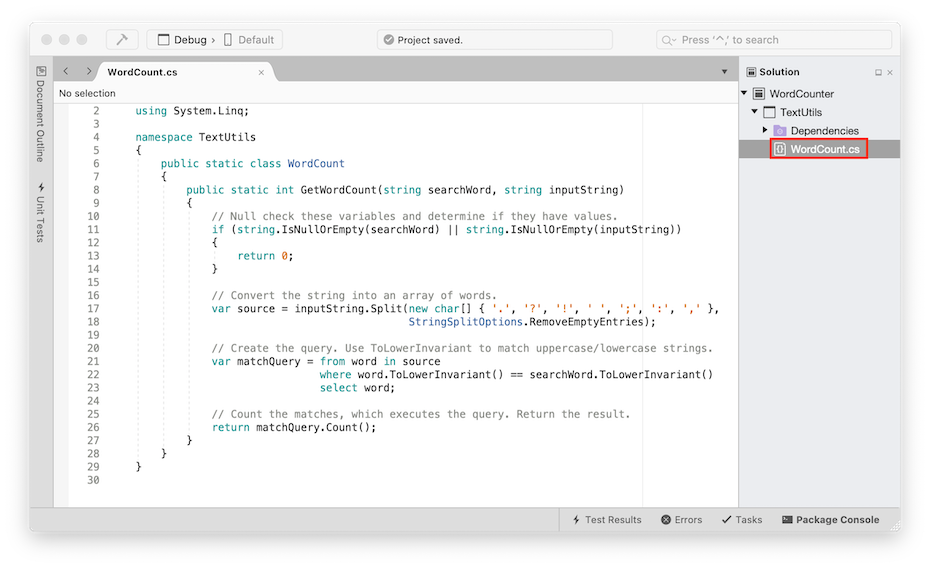 Debug › Default
Project saved.
Press '^,' to search
WordCount.cs
No selection
Document Outline
Unit Tests
2 using System.Linq;
3
4 namespace TextUtils
5 {
6 public static class WordCount
7 {
8 public static int GetWordCount(string searchWord, string inputString)
9 {
10 // Null check these variables and determine if they have values.
11 if (string.IsNullOrEmpty(searchWord) || string.IsNullOrEmpty(inputString))
12 {
13 return 0;
14 }
15
16 // Convert the string into an array of words.
17 var source = inputString.Split(new char[] { '.', '?', '!', ' ', ';', ':', ',' },
18 StringSplitOptions.RemoveEmptyEntries);
19
20 // Create the query. Use ToLowerInvariant to match uppercase/lowercase strings.
21 var matchQuery = from word in source
22 where word.ToLowerInvariant() == searchWord.ToLowerInvariant()
23 select word;
24
25 // Count the matches, which executes the query. Return the result.
26 return matchQuery.Count();
27 }
28 }
29 }
30
Solution
WordCounter
TextUtils
Dependencies
WordCount.cs
Test Results
Errors
Tasks
Package Console